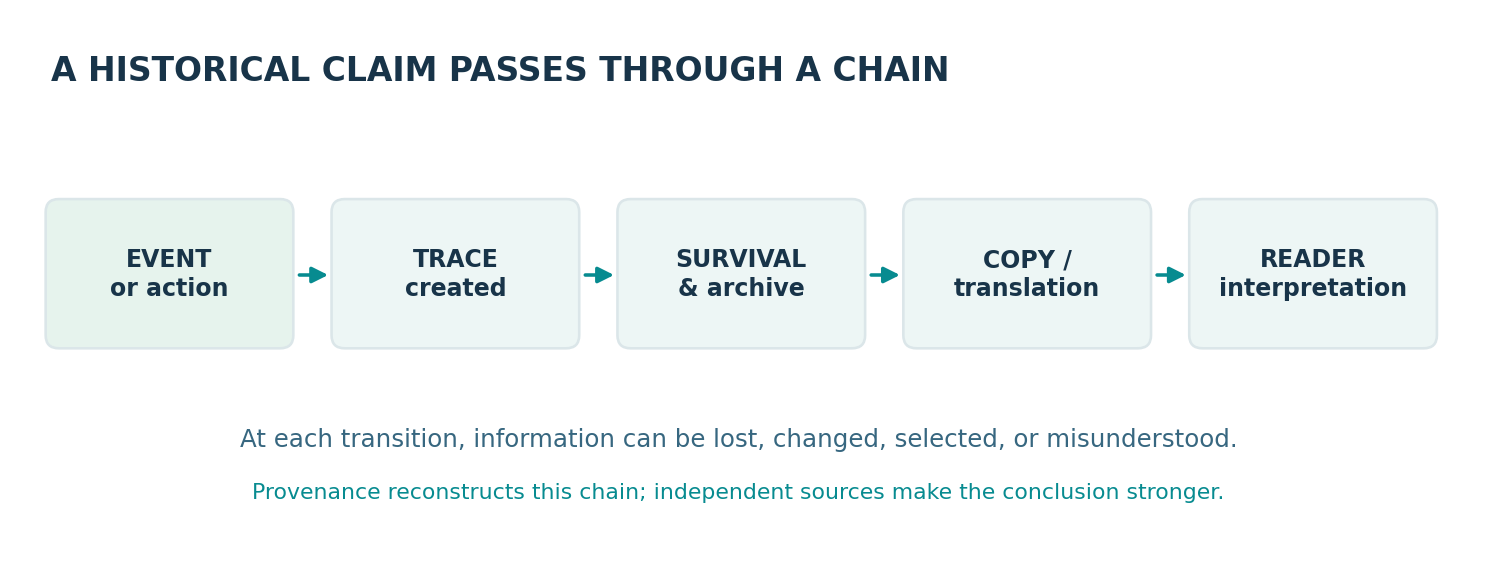 A HISTORICAL CLAIM PASSES THROUGH A CHAIN
EVENT
or action
TRACE
created
SURVIVAL
& archive
COPY /
translation
READER
interpretation
At each transition, information can be lost, changed, selected, or misunderstood.
Provenance reconstructs this chain; independent sources make the conclusion stronger.